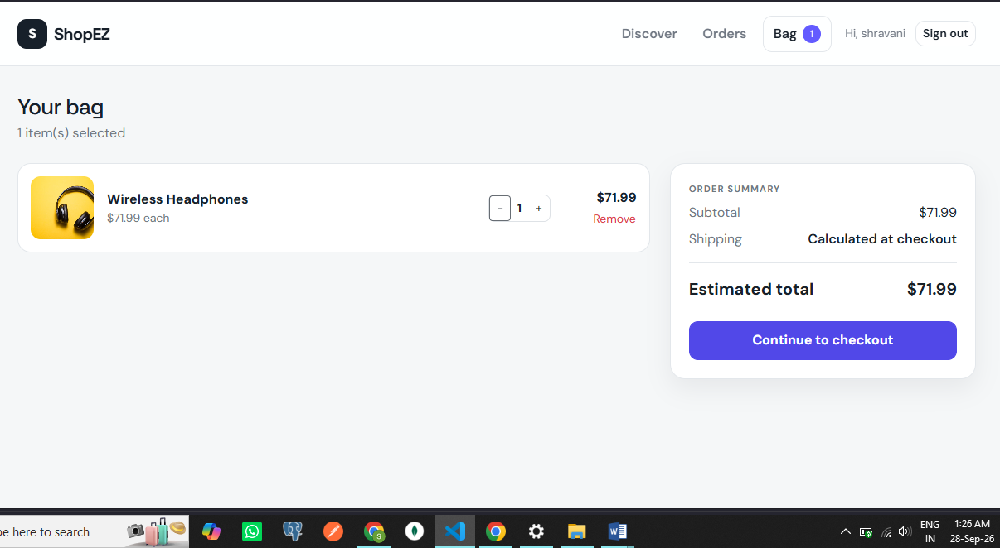 S ShopEZ Discover Orders Bag 1 Hi, shravani Sign out
Your bag
1 item(s) selected
Wireless Headphones
$71.99 each
- 1 +
$71.99
Remove
ORDER SUMMARY
Subtotal $71.99
Shipping Calculated at checkout
Estimated total $71.99
Continue to checkout
here to search
S
W
ENG
IN
1:26 AM
28-Sep-26